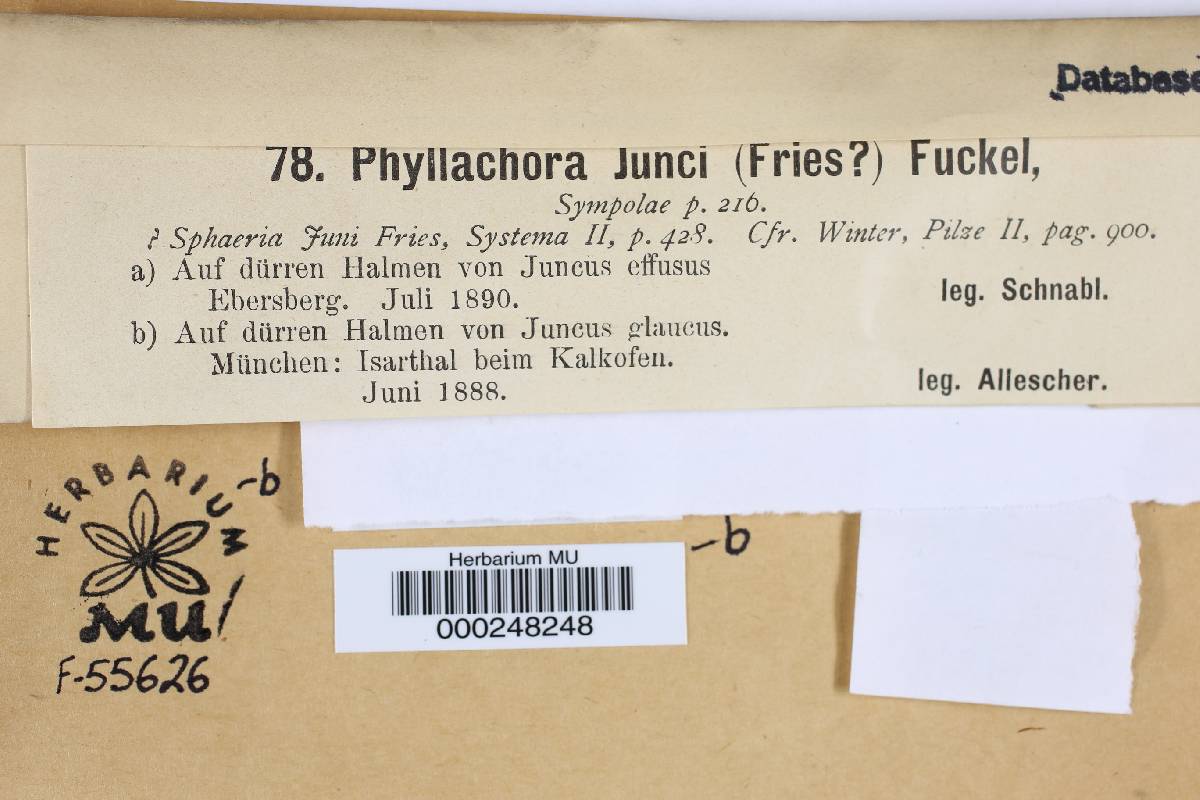 Database
78. Phyllachora Junci (Fries?) Fuckel,
Sympolae p. 216.
? Sphaeria Juni Fries, Systema II, p. 428. Cfr. Winter, Pilze II, pag. 900.
a) Auf dürren Halmen von Juncus effusus
Ebersberg. Juli 1890.
leg. Schnabl.
b) Auf dürren Halmen von Juncus glaucus.
München: Isarthal beim Kalkofen.
Juni 1888.
leg. Allescher.
HERBARIUM -b
MU/
F-55626
Herbarium MU
000248248
-b